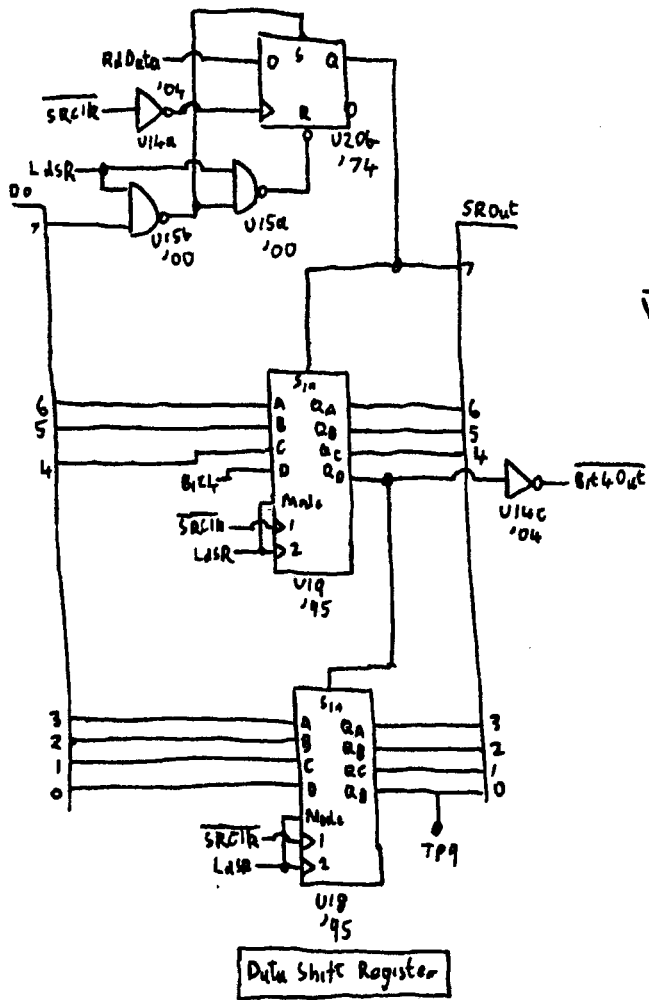 RdData
D S Q
'04
SRClk
U14a
R
U20b
'74
LdSR
Do
7
U15b
'00
U15a
'00
SROut
7
Sin
6 A QA 6
5 B QB 5
4 C QC 4
Bit4 D QD
Mode
SRClk 1
LdSR 2
U19
'95
Bit4Out
U14c
'04
Sin
3 A QA 3
2 B QB 2
1 C QC 1
0 D QD 0
Mode
SRClk 1
LdSR 2
TP9
U18
'95
Data Shift Register